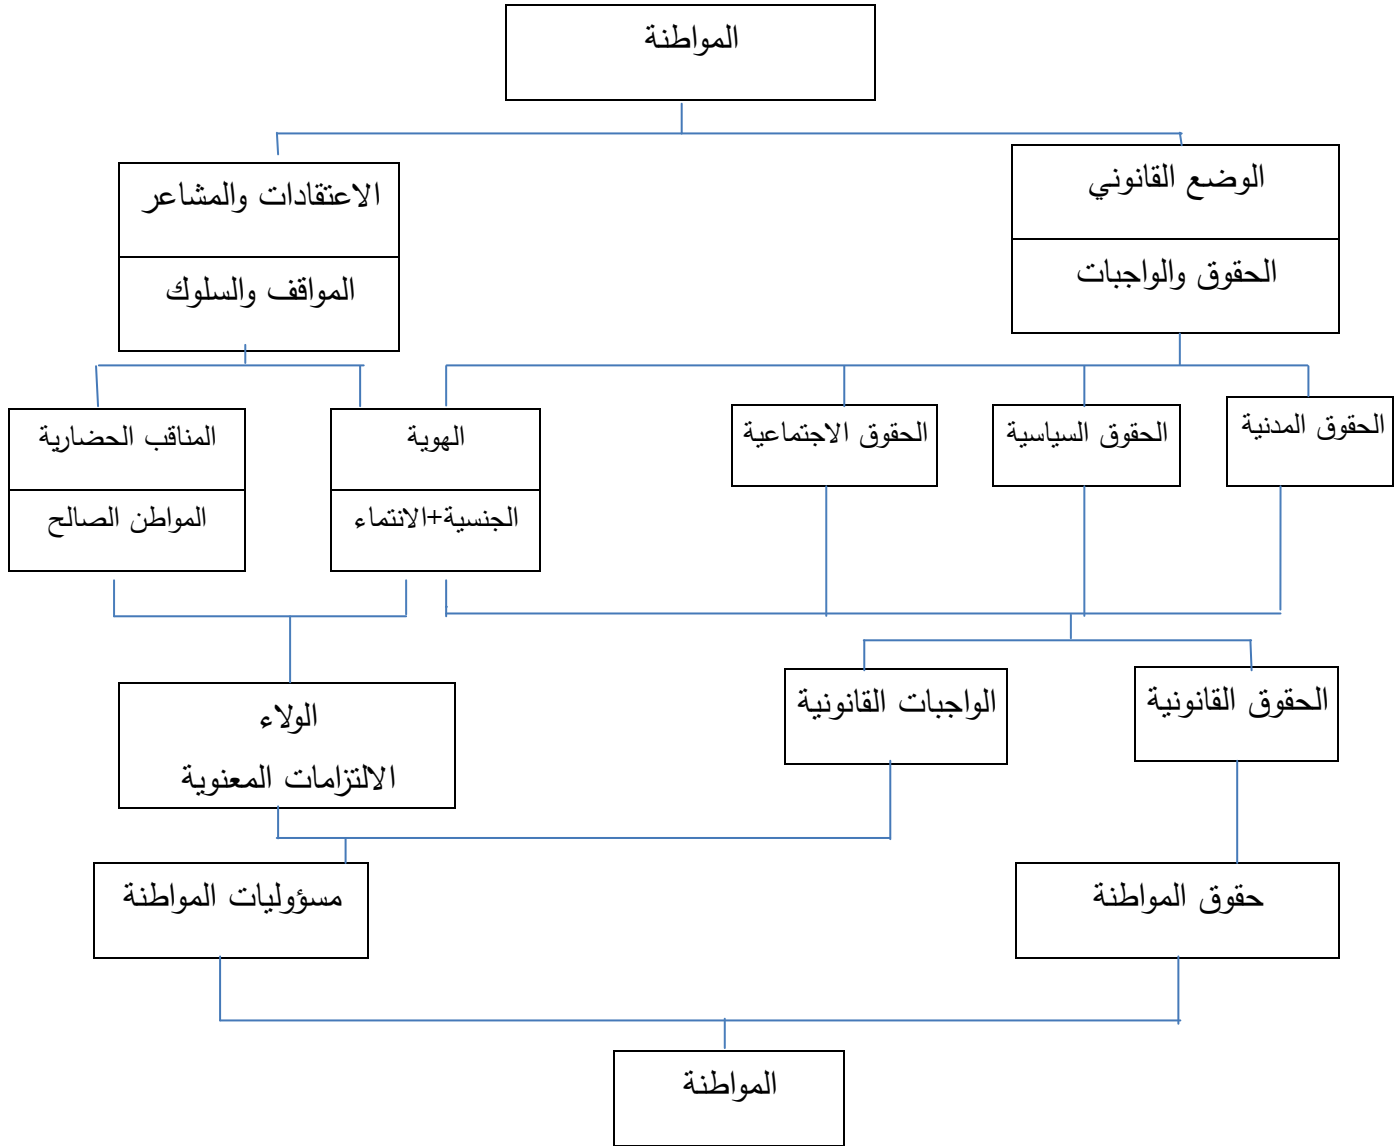 المواطنة
الوضع القانوني
الحقوق والواجبات
الاعتقادات والمشاعر
المواقف والسلوك
الحقوق المدنية
الحقوق السياسية
الحقوق الاجتماعية
الهوية
الجنسية+الانتماء
المناقب الحضارية
المواطن الصالح
الحقوق القانونية
الواجبات القانونية
الولاء
الالتزامات المعنوية
حقوق المواطنة
مسؤوليات المواطنة
المواطنة